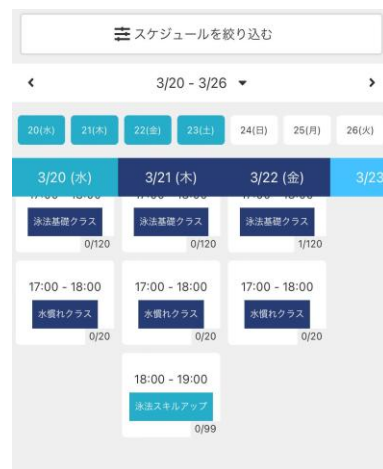 スケジュールを絞り込む
3/20 - 3/26
20(水) 21(木) 22(金) 23(土) 24(日) 25(月) 26(火)
3/20 (水) 3/21 (木) 3/22 (金) 3/23
泳法基礎クラス 泳法基礎クラス 泳法基礎クラス
0/120 0/120 1/120
17:00 - 18:00 17:00 - 18:00 17:00 - 18:00
水慣れクラス 水慣れクラス 水慣れクラス
0/20 0/20 0/20
18:00 - 19:00
泳法スキルアップ
0/99